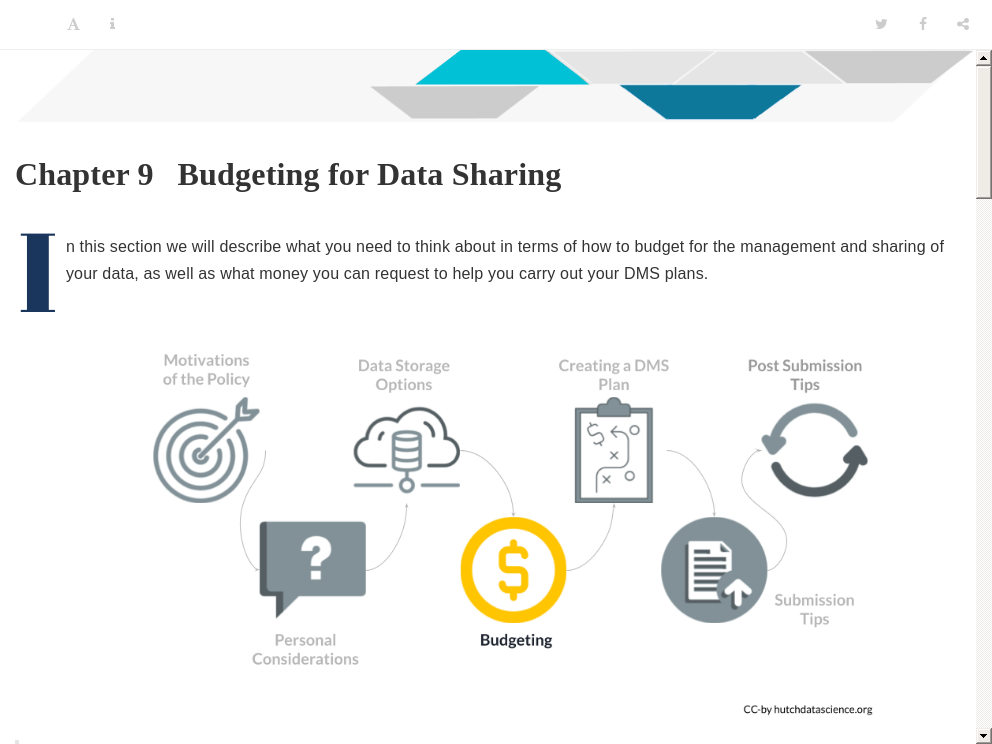 A
i
Chapter 9 Budgeting for Data Sharing
In this section we will describe what you need to think about in terms of how to budget for the management and sharing of
your data, as well as what money you can request to help you carry out your DMS plans.
Motivations
of the Policy
Data Storage
Options
Creating a DMS
Plan
Post Submission
Tips
?
$
$
Personal
Considerations
Budgeting
Submission
Tips
CC-by hutchdatascience.org